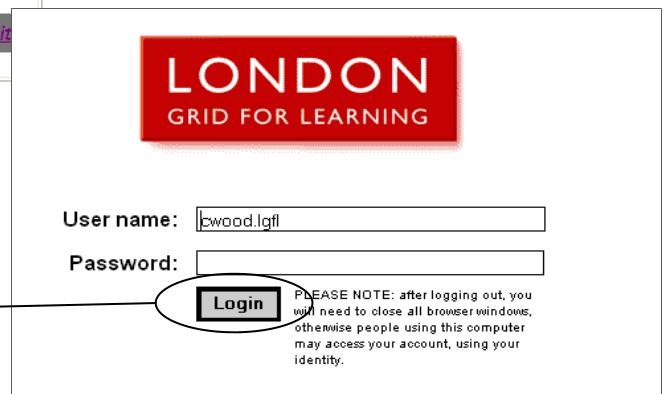 it
LONDON
GRID FOR LEARNING
User name: cwood.lgfl
Password:
Login
PLEASE NOTE: after logging out, you
will need to close all browser windows,
otherwise people using this computer
may access your account, using your
identity.